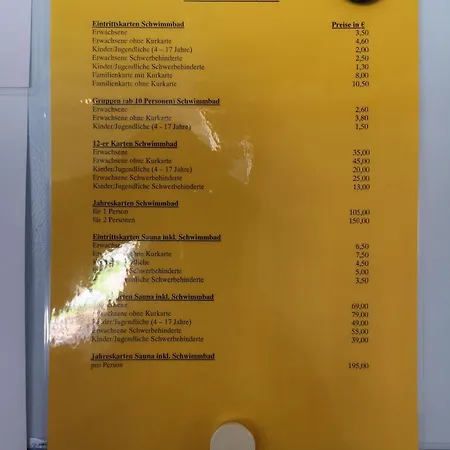 Eintrittskarten Schwimmbad Preise in €
Erwachsene 3,50
Erwachsene ohne Kurkarte 4,60
Kinder/Jugendliche (4 – 17 Jahre) 2,00
Erwachsene Schwerbehinderte 2,50
Kinder/Jugendliche Schwerbehinderte 1,30
Familienkarte mit Kurkarte 8,00
Familienkarte ohne Kurkarte 10,50
Gruppen (ab 10 Personen) Schwimmbad
Erwachsene 2,60
Erwachsene ohne Kurkarte 3,80
Kinder/Jugendliche (4 – 17 Jahre) 1,50
12-er Karten Schwimmbad
Erwachsene 35,00
Erwachsene ohne Kurkarte 45,00
Kinder/Jugendliche (4 – 17 Jahre) 20,00
Erwachsene Schwerbehinderte 25,00
Kinder/Jugendliche Schwerbehinderte 13,00
Jahreskarten Schwimmbad
für 1 Person 105,00
für 2 Personen 159,00
Eintrittskarten Sauna inkl. Schwimmbad
6,50
ohne Kurkarte 7,50
4,50
5,00
3,50
Sauna inkl. Schwimmbad
69,00
ohne Kurkarte 79,00
(4 – 17 Jahre) 49,00
Erwachsene Schwerbehinderte 55,00
Kinder/Jugendliche Schwerbehinderte 39,00
Jahreskarten Sauna inkl. Schwimmbad
pro Person 195,00